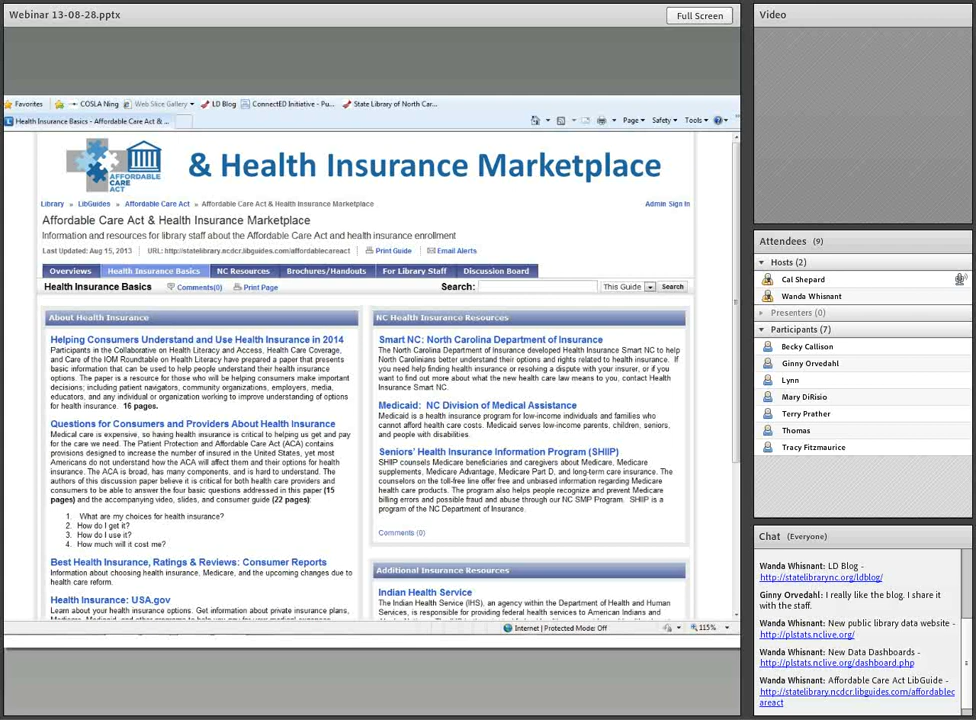 Webinar 13-08-28.pptx
Full Screen
Favorites COSLA Ning Web Slice Gallery LD Blog ConnectED Initiative - Pu... State Library of North Car...
Health Insurance Basics - Affordable Care Act & ...
Page Safety Tools
AFFORDABLE
CARE
ACT
& Health Insurance Marketplace
Library » LibGuides » Affordable Care Act » Affordable Care Act & Health Insurance Marketplace
Admin Sign In
Affordable Care Act & Health Insurance Marketplace
Information and resources for library staff about the Affordable Care Act and health insurance enrollment
Last Updated: Aug 15, 2013 URL: http://statelibrary.ncdcr.libguides.com/affordablecareact Print Guide Email Alerts
Overviews Health Insurance Basics NC Resources Brochures/Handouts For Library Staff Discussion Board
Health Insurance Basics Comments(0) Print Page Search: This Guide Search
About Health Insurance
Helping Consumers Understand and Use Health Insurance in 2014
Participants in the Collaborative on Health Literacy and Access, Health Care Coverage,
and Care of the IOM Roundtable on Health Literacy have prepared a paper that presents
basic information that can be used to help people understand their health insurance
options. The paper is a resource for those who will be helping consumers make important
decisions; including patient navigators, community organizations, employers, media,
educators, and any individual or organization working to improve understanding of options
for health insurance. 16 pages.
Questions for Consumers and Providers About Health Insurance
Medical care is expensive, so having health insurance is critical to helping us get and pay
for the care we need. The Patient Protection and Affordable Care Act (ACA) contains
provisions designed to increase the number of insured in the United States, yet most
Americans do not understand how the ACA will affect them and their options for health
insurance. The ACA is broad, has many components, and is hard to understand. The
authors of this discussion paper believe it is critical for both health care providers and
consumers to be able to answer the four basic questions addressed in this paper (15
pages) and the accompanying video, slides, and consumer guide (22 pages):
1. What are my choices for health insurance?
2. How do I get it?
3. How do I use it?
4. How much will it cost me?
Best Health Insurance, Ratings & Reviews: Consumer Reports
Information about choosing health insurance, Medicare, and the upcoming changes due to
health care reform.
Health Insurance: USA.gov
Learn about your health insurance options. Get information about private insurance plans,
NC Health Insurance Resources
Smart NC: North Carolina Department of Insurance
The North Carolina Department of Insurance developed Health Insurance Smart NC to help
North Carolinians better understand their options and rights related to health insurance. If
you need help finding health insurance or resolving a dispute with your insurer, or if you
want to find out more about what the new health care law means to you, contact Health
Insurance Smart NC.
Medicaid: NC Division of Medical Assistance
Medicaid is a health insurance program for low-income individuals and families who
cannot afford health care costs. Medicaid serves low-income parents, children, seniors,
and people with disabilities.
Seniors' Health Insurance Information Program (SHIIP)
SHIIP counsels Medicare beneficiaries and caregivers about Medicare, Medicare
supplements, Medicare Advantage, Medicare Part D, and long-term care insurance. The
counselors on the toll-free line offer free and unbiased information regarding Medicare
health care products. The program also helps people recognize and prevent Medicare
billing errors and possible fraud and abuse through our NC SMP Program. SHIIP is a
program of the NC Department of Insurance.
Comments (0)
Additional Insurance Resources
Indian Health Service
The Indian Health Service (IHS), an agency within the Department of Health and Human
Services, is responsible for providing federal health services to American Indians and
Internet | Protected Mode: Off 115%
Video
Attendees (9)
Hosts (2)
Cal Shepard
Wanda Whisnant
Presenters (0)
Participants (7)
Becky Callison
Ginny Orvedahl
Lynn
Mary DiRisio
Terry Prather
Thomas
Tracy Fitzmaurice
Chat (Everyone)
Wanda Whisnant: LD Blog -
http://statelibrarync.org/ldblog/
Ginny Orvedahl: I really like the blog. I share it
with the staff.
Wanda Whisnant: New public library data website -
http://plstats.nclive.org/
Wanda Whisnant: New Data Dashboards -
http://plstats.nclive.org/dashboard.php
Wanda Whisnant: Affordable Care Act LibGuide -
http://statelibrary.ncdcr.libguides.com/affordablec
areact